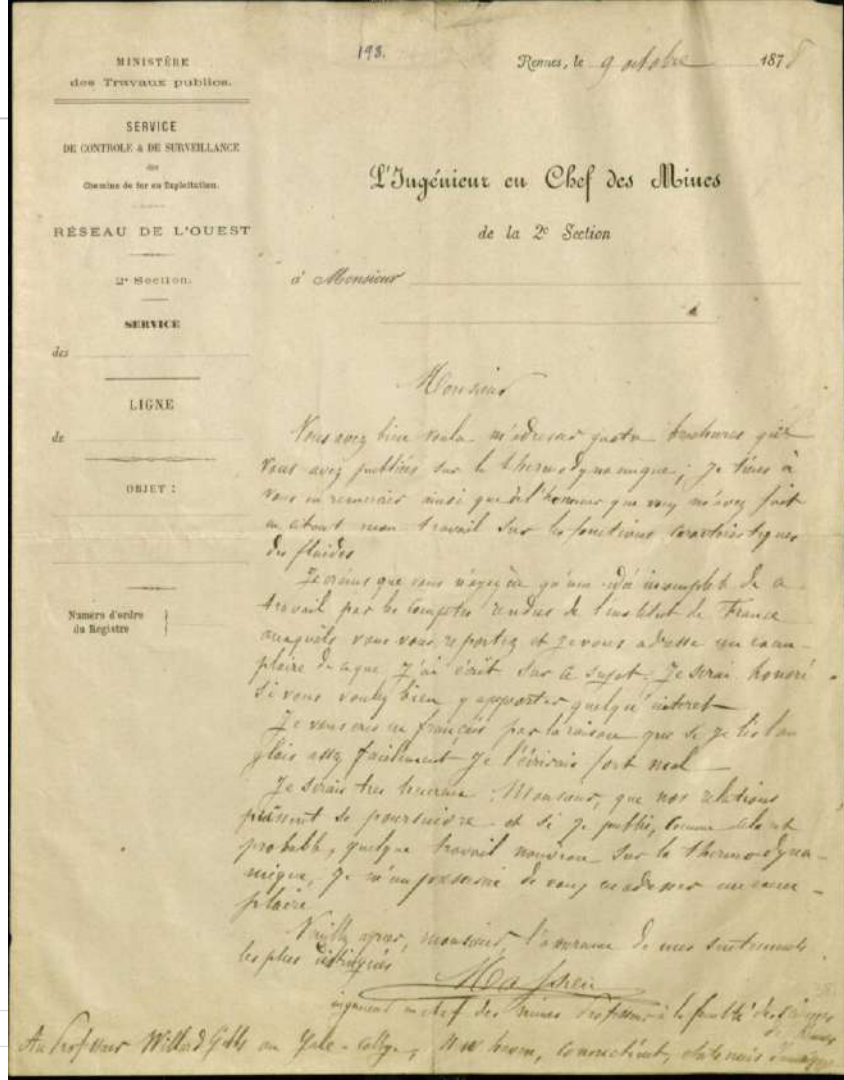 MINISTÈRE
des Travaux publics.
SERVICE
DE CONTROLE & DE SURVEILLANCE
des
Chemins de fer en Exploitation.
RÉSEAU DE L'OUEST
2e Section.
SERVICE
des
LIGNE
de
OBJET :
Numéro d'ordre
du Registre
198.
Rennes, le 9 octobre 1878
L'Ingénieur en Chef des Mines
de la 2e Section
à Monsieur
Monsieur
Vous avez bien voulu m'adresser quatre brochures que
vous avez publiées sur la thermodynamique ; je tiens à
vous en remercier ainsi que de l'honneur que vous m'avez fait
en citant mon travail sur les fonctions caractéristiques
des fluides
Je crains que vous n'ayez qu'une idée incomplète de ce
travail par les comptes rendus de l'institut de France
auxquels vous vous reportez et je vous adresse un exem-
plaire de ce que j'ai écrit sur ce sujet. Je serai honoré
si vous voulez bien y apporter quelqu'interet
Je vous écris en français par la raison que si je lis l'an
glais assez facilement je l'écrirais fort mal
Je serais très heureux, Monsieur, que nos relations
puissent se poursuivre et si je publie, comme cela est
probable, quelque travail nouveau sur la thermodyna-
mique, je m'empresserai de vous en adresser un exem-
plaire
Veuillez agréer, monsieur, l'assurance de mes sentiments
les plus distingués
Massieu
ingénieur en chef des mines Professeur à la faculté des sciences
de Rennes
Au Professeur Willard Gibbs au Yale-college, New haven, Connecticut, états unis d'amérique